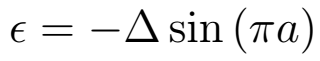 ϵ = −Δ sin (πa)